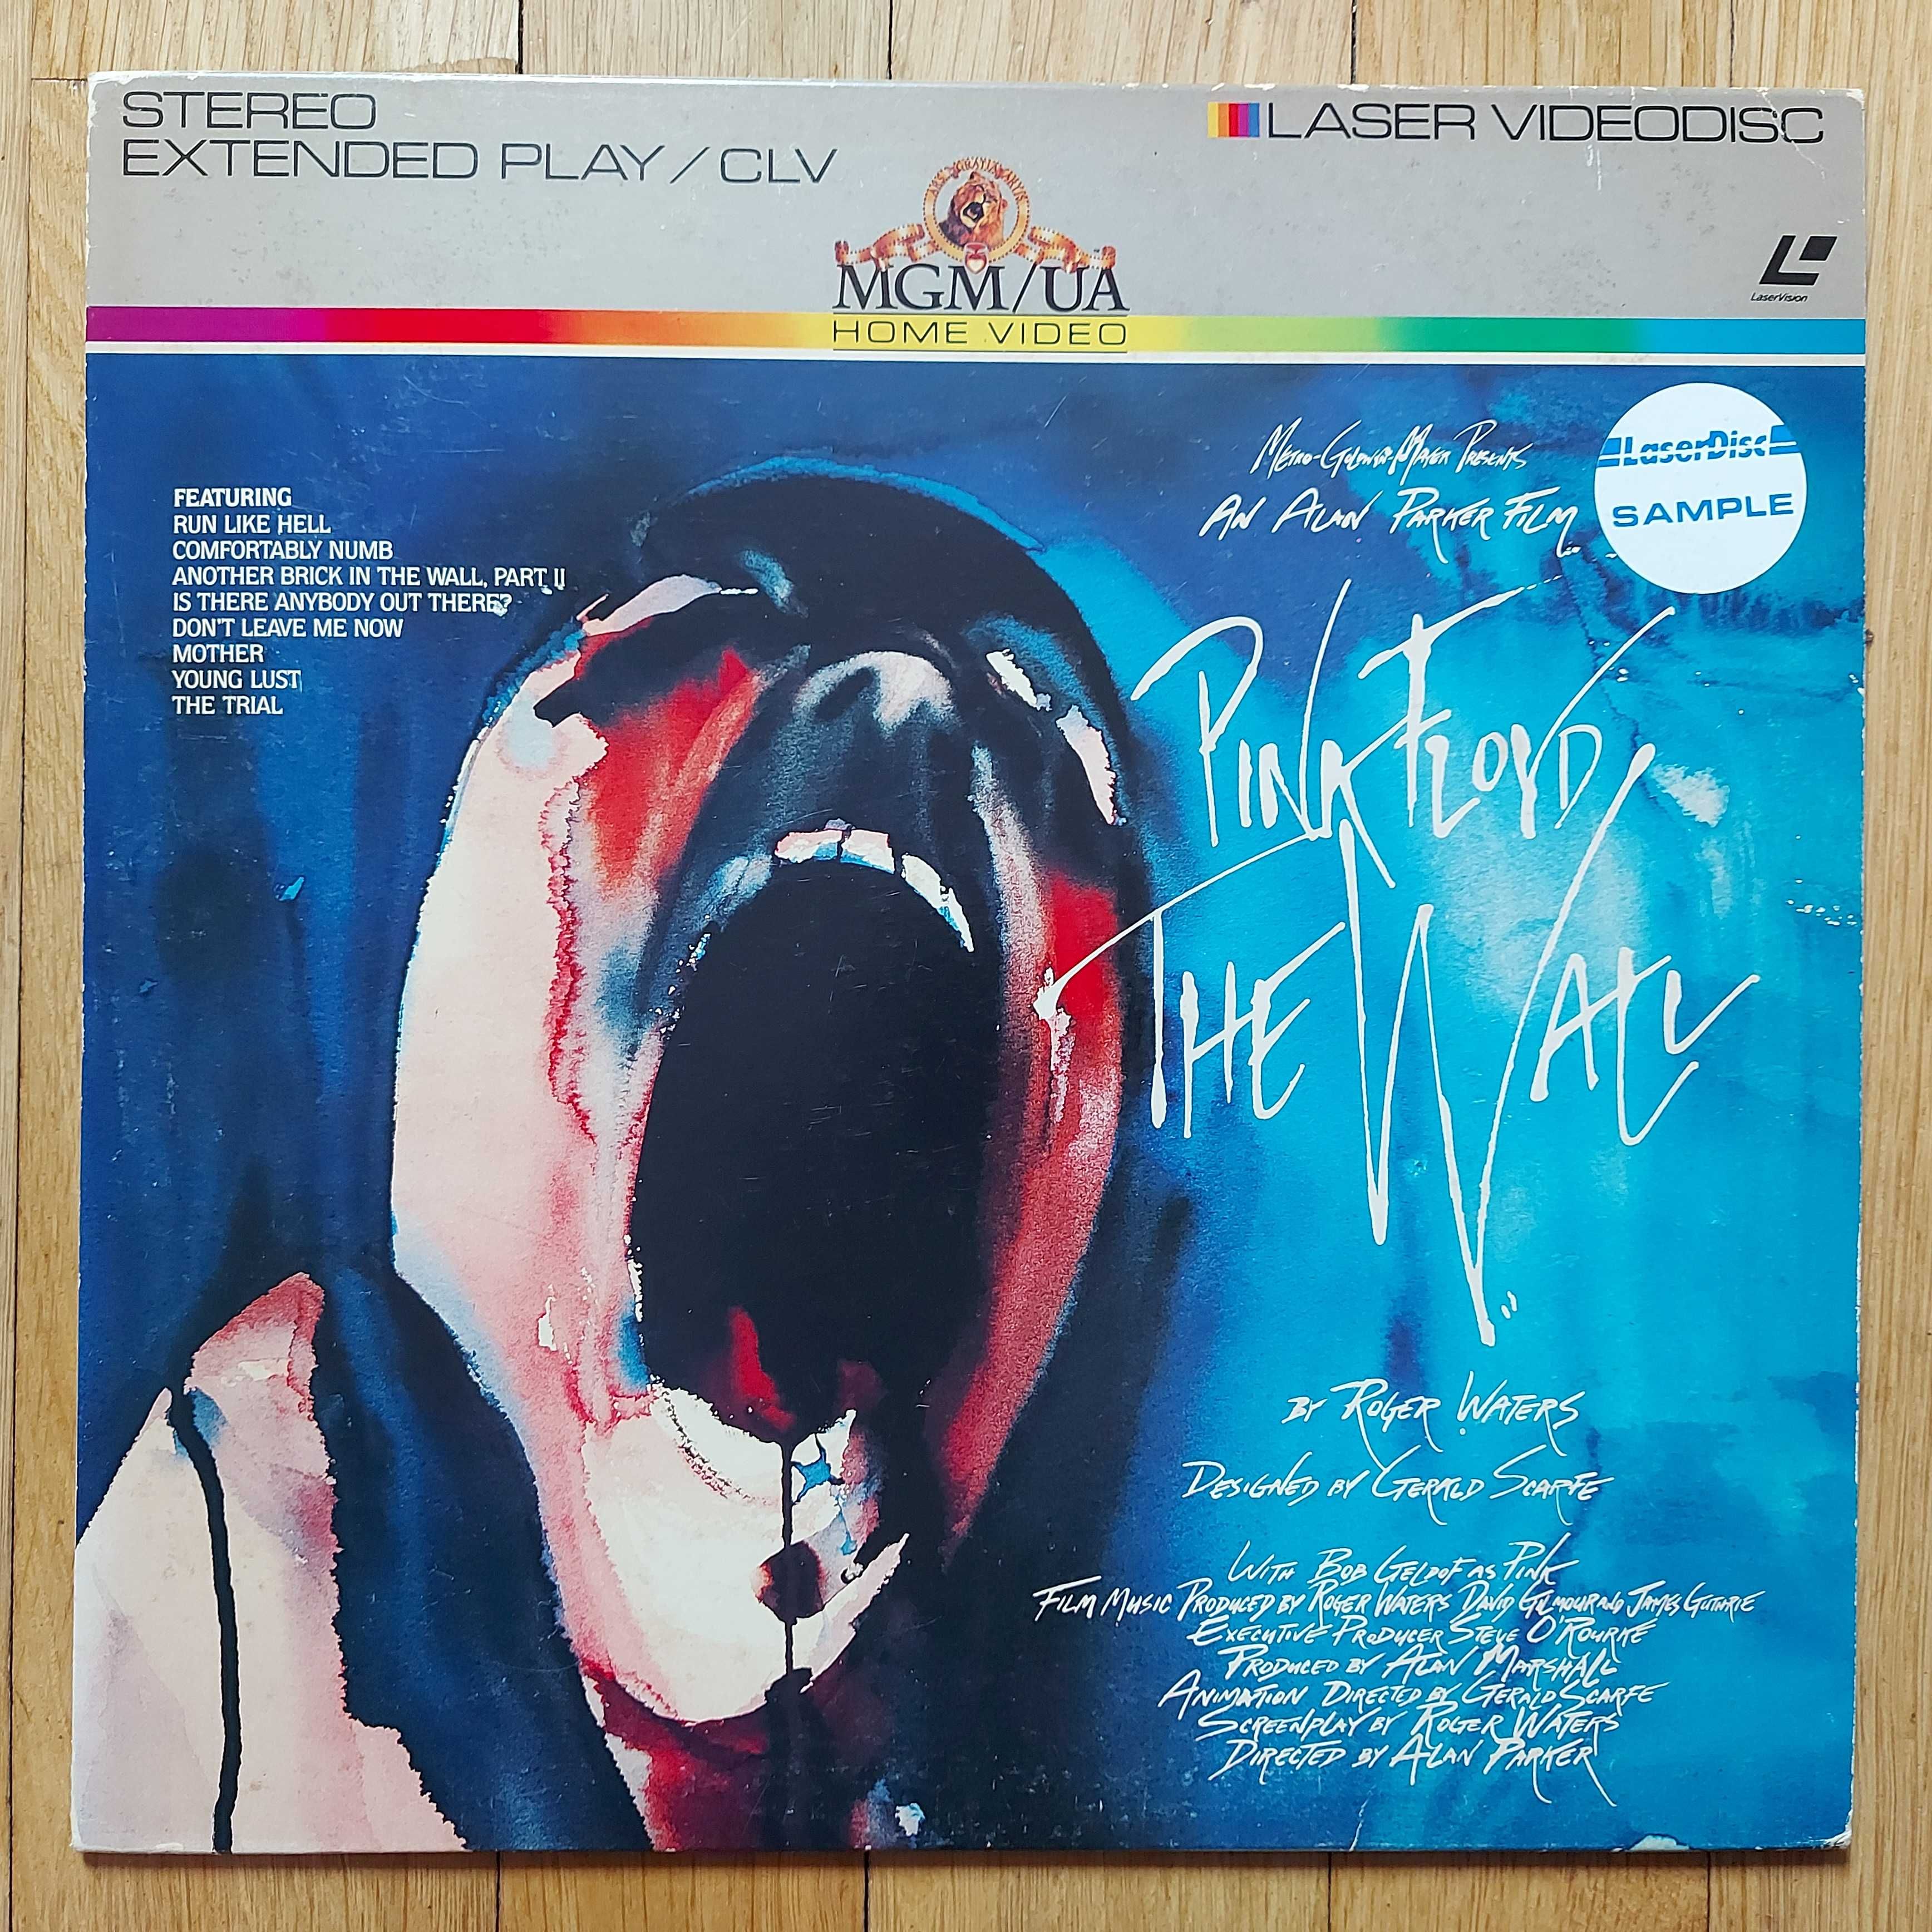 STEREO
EXTENDED PLAY / CLV
LASER VIDEODISC
MGM/UA
HOME VIDEO
LaserVision
FEATURING
RUN LIKE HELL
COMFORTABLY NUMB
ANOTHER BRICK IN THE WALL, PART II
IS THERE ANYBODY OUT THERE?
DON'T LEAVE ME NOW
MOTHER
YOUNG LUST
THE TRIAL
METRO-GOLDWYN-MAYER PRESENTS
AN ALAN PARKER FILM
LaserDisc
SAMPLE
PINK FLOYD
THE WALL
BY ROGER WATERS
DESIGNED BY GERALD SCARFE
WITH BOB GELDOF AS PINK
FILM MUSIC PRODUCED BY ROGER WATERS DAVID GILMOUR AND JAMES GUTHRIE
EXECUTIVE PRODUCER STEVE O'ROURKE
PRODUCED BY ALAN MARSHALL
ANIMATION DIRECTED BY GERALD SCARFE
SCREENPLAY BY ROGER WATERS
DIRECTED BY ALAN PARKER